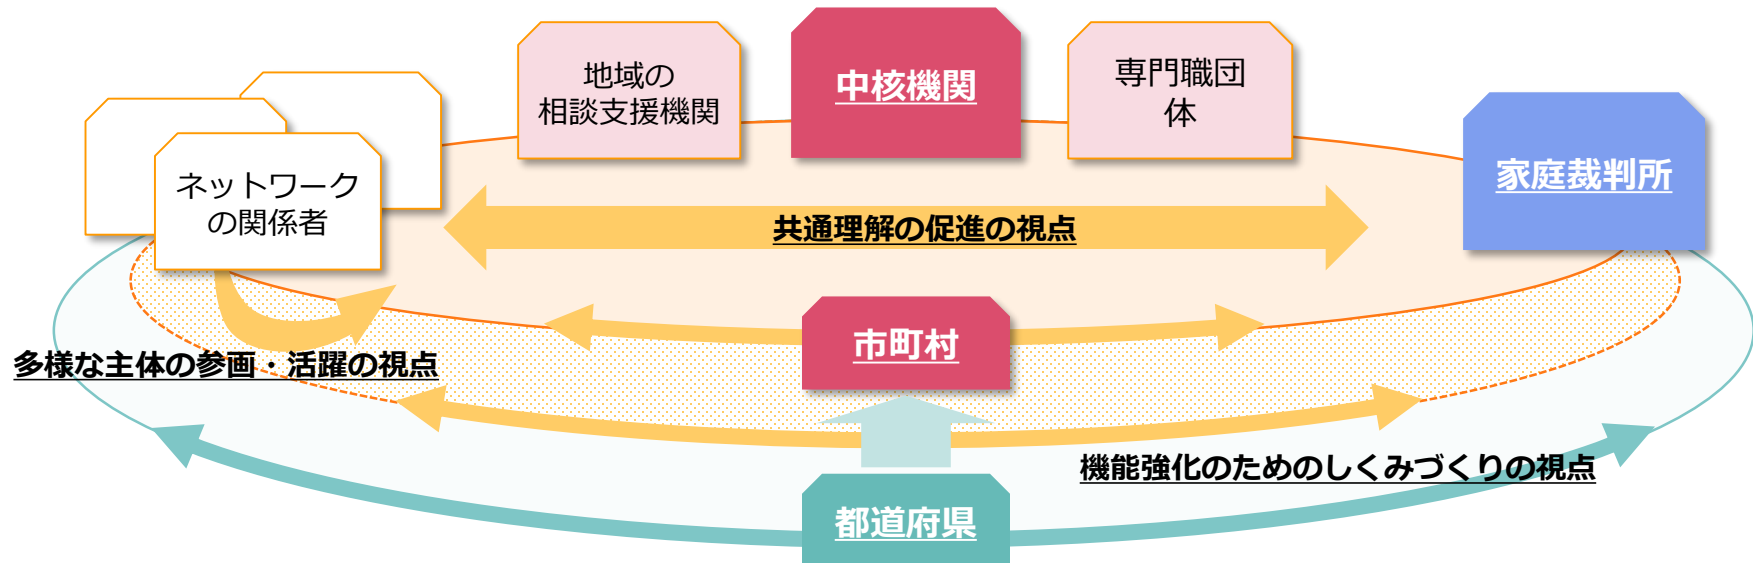 地域の
相談支援機関
中核機関
専門職団
体
家庭裁判所
ネットワーク
の関係者
共通理解の促進の視点
市町村
多様な主体の参画・活躍の視点
機能強化のためのしくみづくりの視点
都道府県